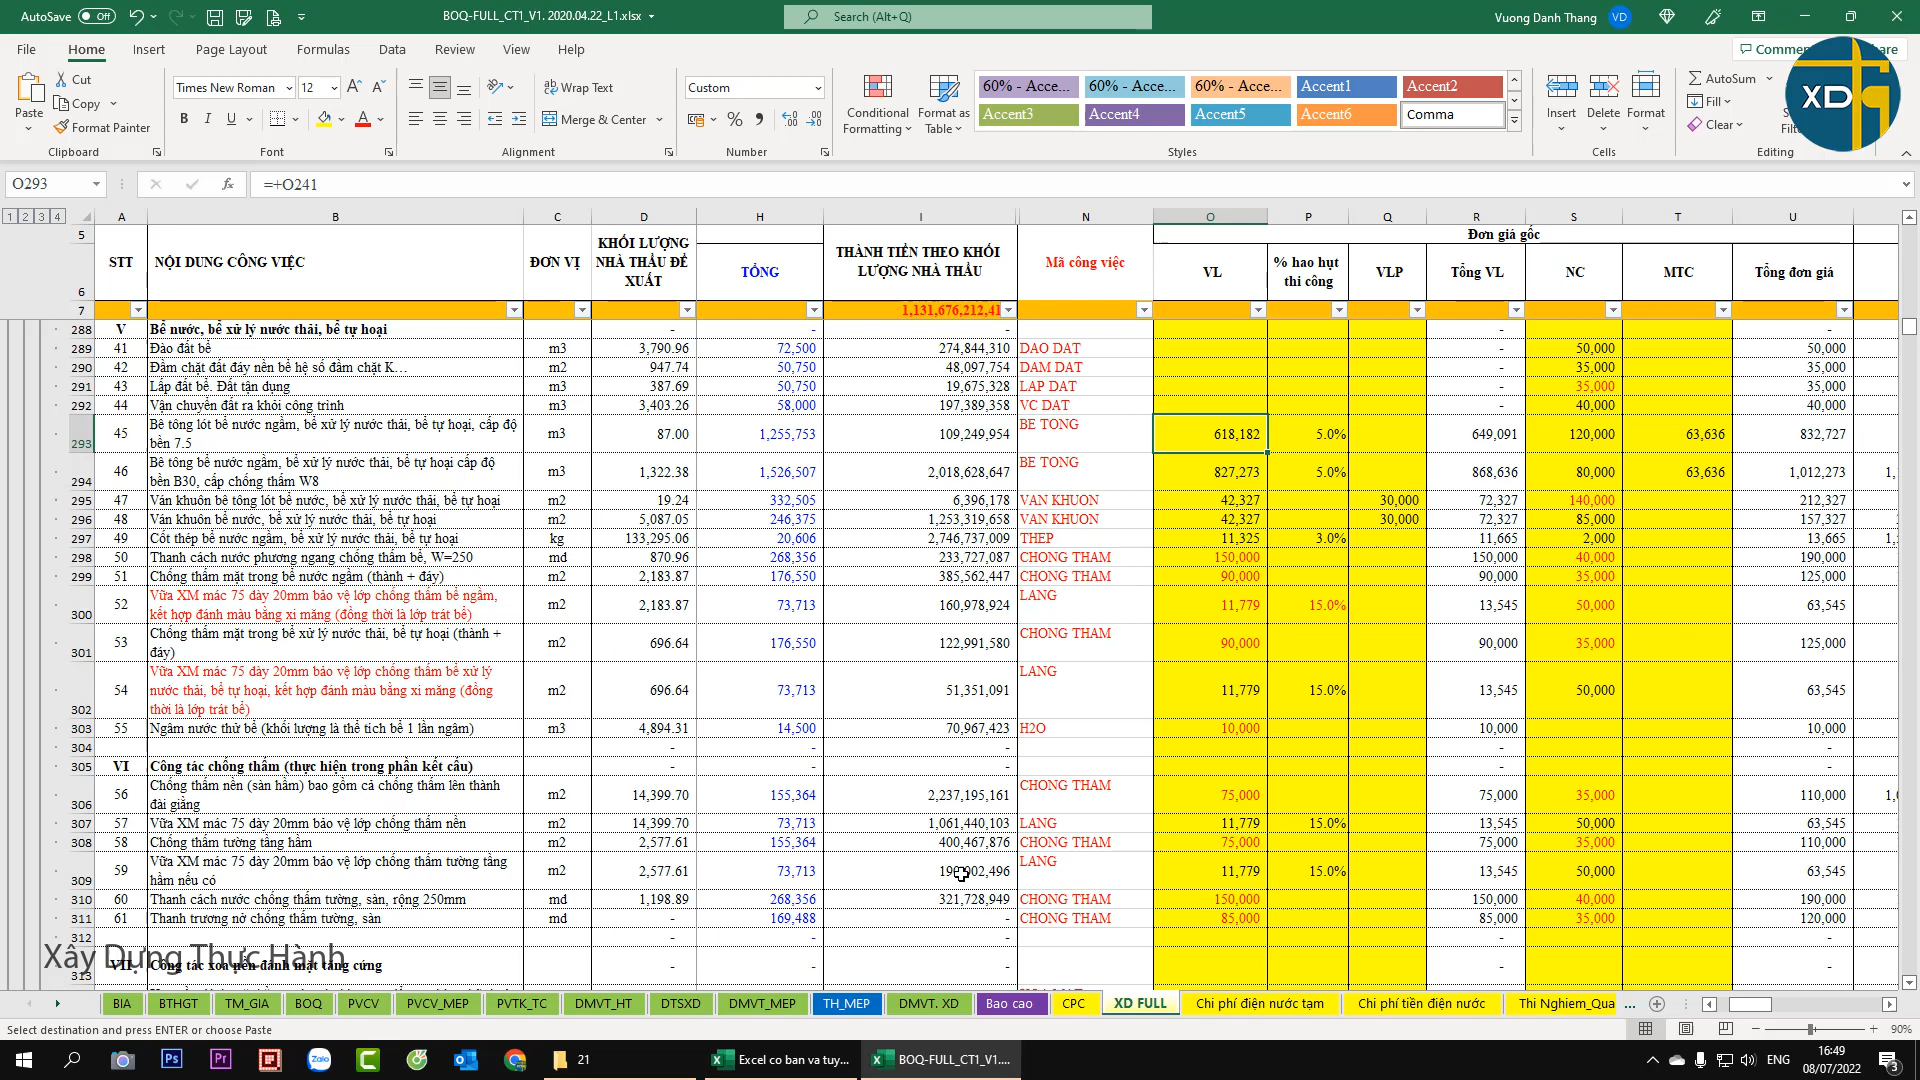 AutoSave Off BOQ-FULL_CT1_V1. 2020.04.22_L1.xlsx Search (Alt+Q) Vuong Danh Thang VD
File Home Insert Page Layout Formulas Data Review View Help
Paste Cut Copy Format Painter Clipboard
Times New Roman 12 B I U Font
Wrap Text Merge & Center Alignment
Custom Number
Conditional Formatting Format as Table
60% - Acce... 60% - Acce... 60% - Acce... Accent1 Accent2
Accent3 Accent4 Accent5 Accent6 Comma
Styles
Insert Delete Format Cells
AutoSum Fill Clear Editing
XD
O293 fx =+O241
1 2 3 4 A B C D H I N O P Q R S T U
5 Đơn giá gốc
6 STT NỘI DUNG CÔNG VIỆC ĐƠN VỊ KHỐI LƯỢNG NHÀ THẦU ĐỀ XUẤT TỔNG THÀNH TIỀN THEO KHỐI LƯỢNG NHÀ THẦU Mã công việc VL % hao hụt thi công VLP Tổng VL NC MTC Tổng đơn giá
7 1,131,676,212,41
288 V Bể nước, bể xử lý nước thải, bể tự hoại - - - - -
289 41 Đào đất bể m3 3,790.96 72,500 274,844,310 DAO DAT - 50,000 50,000
290 42 Đầm chặt đất đáy nền bể hệ số đầm chặt K… m2 947.74 50,750 48,097,754 DAM DAT - 35,000 35,000
291 43 Lấp đất bể. Đất tận dụng m3 387.69 50,750 19,675,328 LAP DAT - 35,000 35,000
292 44 Vận chuyển đất ra khỏi công trình m3 3,403.26 58,000 197,389,358 VC DAT - 40,000 40,000
293 45 Bê tông lót bể nước ngầm, bể xử lý nước thải, bể tự hoại, cấp độ bền 7.5 m3 87.00 1,255,753 109,249,954 BE TONG 618,182 5.0% 649,091 120,000 63,636 832,727
294 46 Bê tông bể nước ngầm, bể xử lý nước thải, bể tự hoại cấp độ bền B30, cấp chống thấm W8 m3 1,322.38 1,526,507 2,018,628,647 BE TONG 827,273 5.0% 868,636 80,000 63,636 1,012,273
295 47 Ván khuôn bê tông lót bể nước, bể xử lý nước thải, bể tự hoại m2 19.24 332,505 6,396,178 VAN KHUON 42,327 30,000 72,327 140,000 212,327
296 48 Ván khuôn bể nước, bể xử lý nước thải, bể tự hoại m2 5,087.05 246,375 1,253,319,658 VAN KHUON 42,327 30,000 72,327 85,000 157,327
297 49 Cốt thép bể nước ngầm, bể xử lý nước thải, bể tự hoại kg 133,295.06 20,606 2,746,737,009 THEP 11,325 3.0% 11,665 2,000 13,665
298 50 Thanh cách nước phương ngang chống thấm bể, W=250 md 870.96 268,356 233,727,087 CHONG THAM 150,000 150,000 40,000 190,000
299 51 Chống thấm mặt trong bể nước ngầm (thành + đáy) m2 2,183.87 176,550 385,562,447 CHONG THAM 90,000 90,000 35,000 125,000
300 52 Vữa XM mác 75 dày 20mm bảo vệ lớp chống thấm bể ngầm, kết hợp đánh màu bằng xi măng (đồng thời là lớp trát bể) m2 2,183.87 73,713 160,978,924 LANG 11,779 15.0% 13,545 50,000 63,545
301 53 Chống thấm mặt trong bể xử lý nước thải, bể tự hoại (thành + đáy) m2 696.64 176,550 122,991,580 CHONG THAM 90,000 90,000 35,000 125,000
302 54 Vữa XM mác 75 dày 20mm bảo vệ lớp chống thấm bể xử lý nước thải, bể tự hoại, kết hợp đánh màu bằng xi măng (đồng thời là lớp trát bể) m2 696.64 73,713 51,351,091 LANG 11,779 15.0% 13,545 50,000 63,545
303 55 Ngâm nước thử bể (khối lượng là thể tích bể 1 lần ngâm) m3 4,894.31 14,500 70,967,423 H2O 10,000 10,000 10,000
304 - - - - -
305 VI Công tác chống thấm (thực hiện trong phần kết cấu) - - - - -
306 56 Chống thấm nền (sàn hầm) bao gồm cả chống thấm lên thành đài giằng m2 14,399.70 155,364 2,237,195,161 CHONG THAM 75,000 75,000 35,000 110,000
307 57 Vữa XM mác 75 dày 20mm bảo vệ lớp chống thấm nền m2 14,399.70 73,713 1,061,440,103 LANG 11,779 15.0% 13,545 50,000 63,545
308 58 Chống thấm tường tầng hầm m2 2,577.61 155,364 400,467,876 CHONG THAM 75,000 75,000 35,000 110,000
309 59 Vữa XM mác 75 dày 20mm bảo vệ lớp chống thấm tường tầng hầm nếu có m2 2,577.61 73,713 LANG 11,779 15.0% 13,545 50,000 63,545
310 60 Thanh cách nước chống thấm tường, sàn, rộng 250mm md 1,198.89 268,356 321,728,949 CHONG THAM 150,000 150,000 40,000 190,000
311 61 Thanh trương nở chống thấm tường, sàn md - 169,488 - CHONG THAM 85,000 85,000 35,000 120,000
312 - - - - -
313 VII Công tác xoa nền đánh mặt tăng cứng - - - - -
Xây Dựng Thực Hành
BIA BTHGT TM_GIA BOQ PVCV PVCV_MEP PVTK_TC DMVT_HT DTSXD DMVT_MEP TH_MEP DMVT. XD Bao cao CPC XD FULL Chi phí điện nước tạm Chi phí tiền điện nước Thi Nghiem_Qua ...
Select destination and press ENTER or choose Paste 90%
21 Excel co ban va tuy... BOQ-FULL_CT1_V1.... ENG 16:49
08/07/2022 3